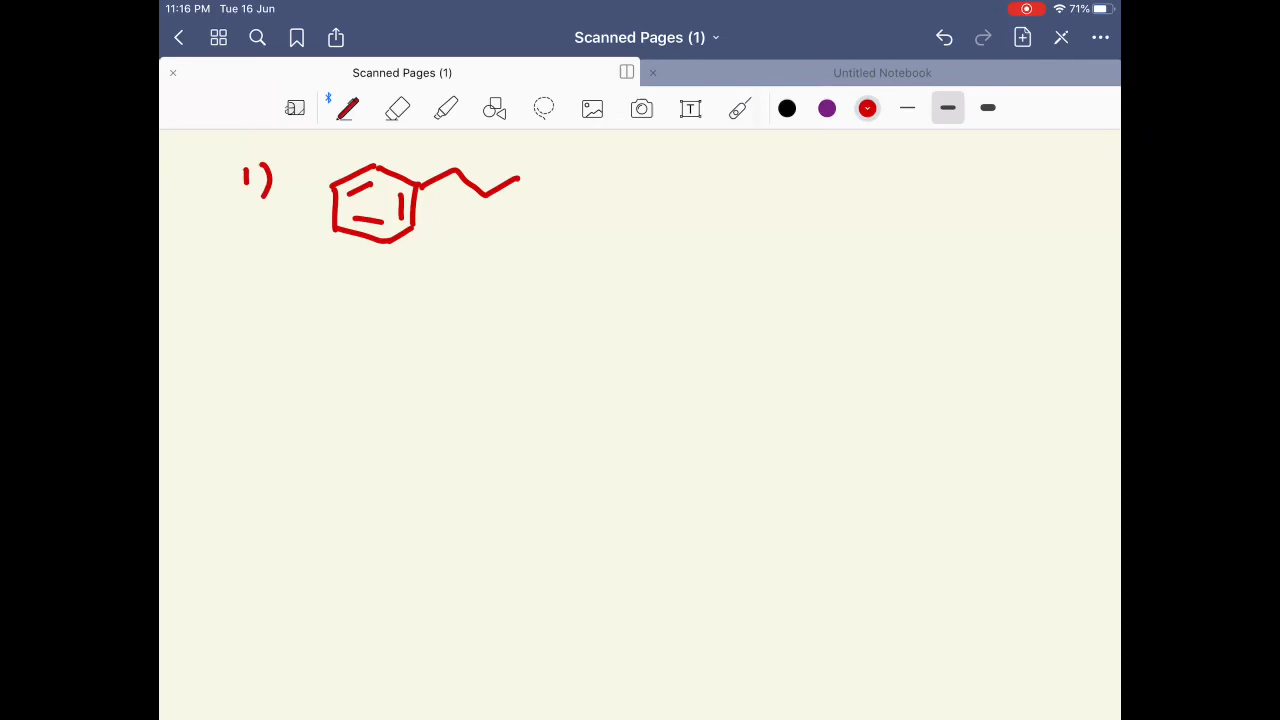 11:16 PM Tue 16 Jun 71%
Scanned Pages (1)
Scanned Pages (1) Untitled Notebook
a T
1)